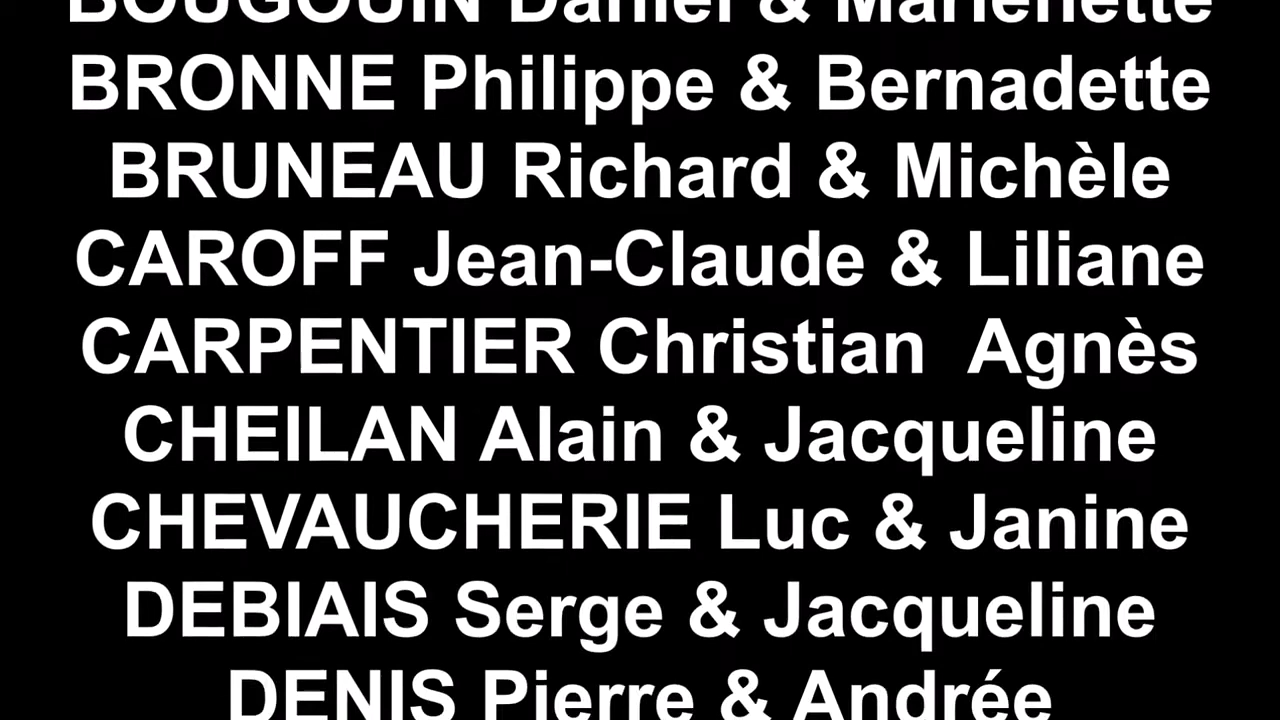 BOUGOUIN Daniel & Marienette
BRONNE Philippe & Bernadette
BRUNEAU Richard & Michèle
CAROFF Jean-Claude & Liliane
CARPENTIER Christian  Agnès
CHEILAN Alain & Jacqueline
CHEVAUCHERIE Luc & Janine
DEBIAIS Serge & Jacqueline
DENIS Pierre & Andrée